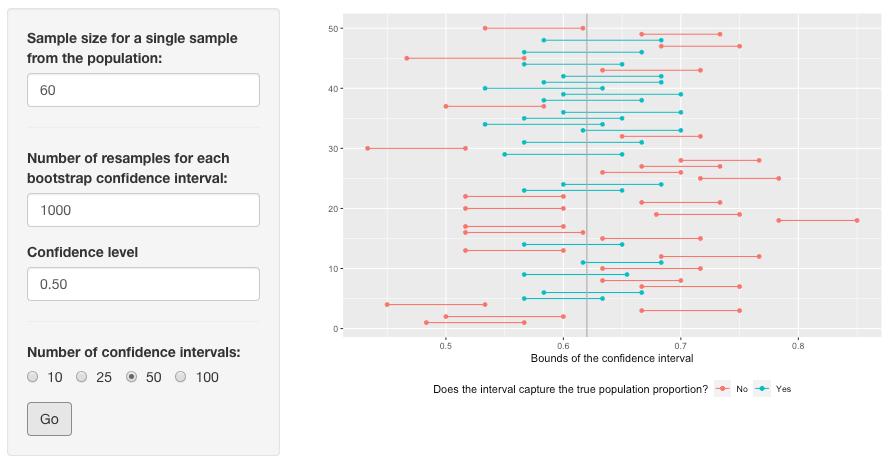 Sample size for a single sample
from the population:
60
Number of resamples for each
bootstrap confidence interval:
1000
Confidence level
0.50
Number of confidence intervals:
10 25 50 100
Go
50
40
30
20
10
0
0.5 0.6 0.7 0.8
Bounds of the confidence interval
Does the interval capture the true population proportion? No Yes